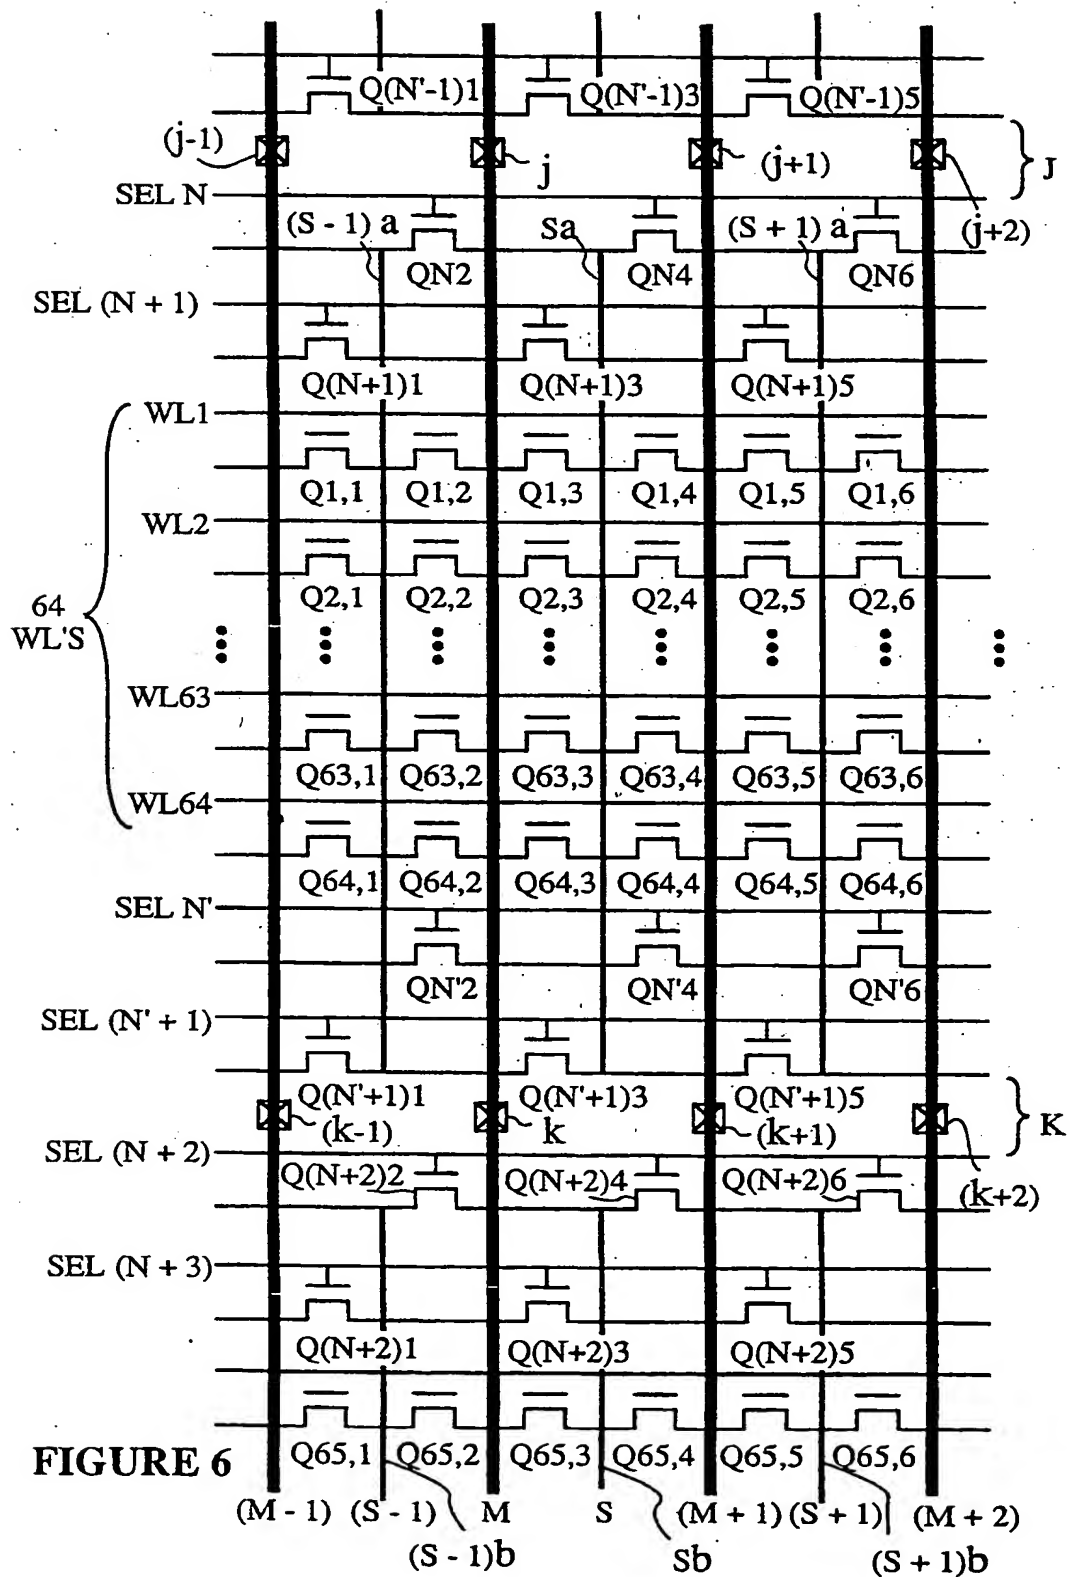 Q(N'-1)1 Q(N'-1)3 Q(N'-1)5
(j-1) j (j+1) J
SEL N
(S - 1) a Sa (S + 1) a (j+2)
QN2 QN4 QN6
SEL (N + 1)
Q(N+1)1 Q(N+1)3 Q(N+1)5
WL1
Q1,1 Q1,2 Q1,3 Q1,4 Q1,5 Q1,6
WL2
Q2,1 Q2,2 Q2,3 Q2,4 Q2,5 Q2,6
64
WL'S
WL63
Q63,1 Q63,2 Q63,3 Q63,4 Q63,5 Q63,6
WL64
Q64,1 Q64,2 Q64,3 Q64,4 Q64,5 Q64,6
SEL N'
QN'2 QN'4 QN'6
SEL (N' + 1)
Q(N'+1)1 Q(N'+1)3 Q(N'+1)5
(k-1) k (k+1) K
SEL (N + 2)
Q(N+2)2 Q(N+2)4 Q(N+2)6 (k+2)
SEL (N + 3)
Q(N+2)1 Q(N+2)3 Q(N+2)5
Q65,1 Q65,2 Q65,3 Q65,4 Q65,5 Q65,6
FIGURE 6
(M - 1) (S - 1) M S (M + 1) (S + 1) (M + 2)
(S - 1)b Sb (S + 1)b